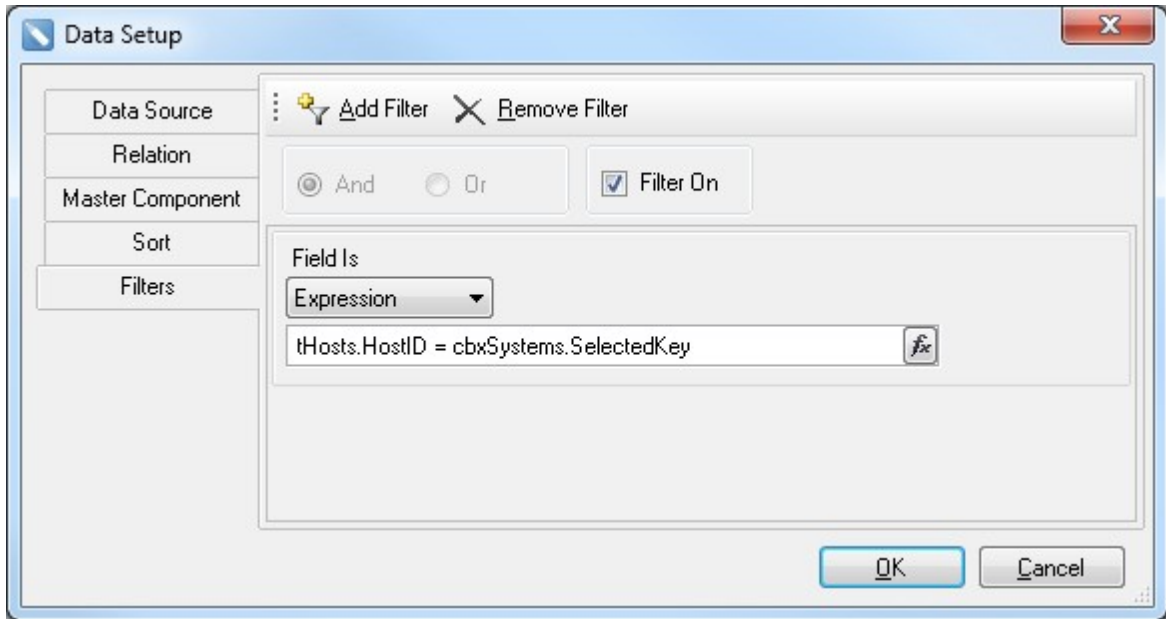 Data Setup
Data Source
Relation
Master Component
Sort
Filters
Add Filter Remove Filter
And Or Filter On
Field Is
Expression
tHosts.HostID = cbxSystems.SelectedKey fx
OK Cancel